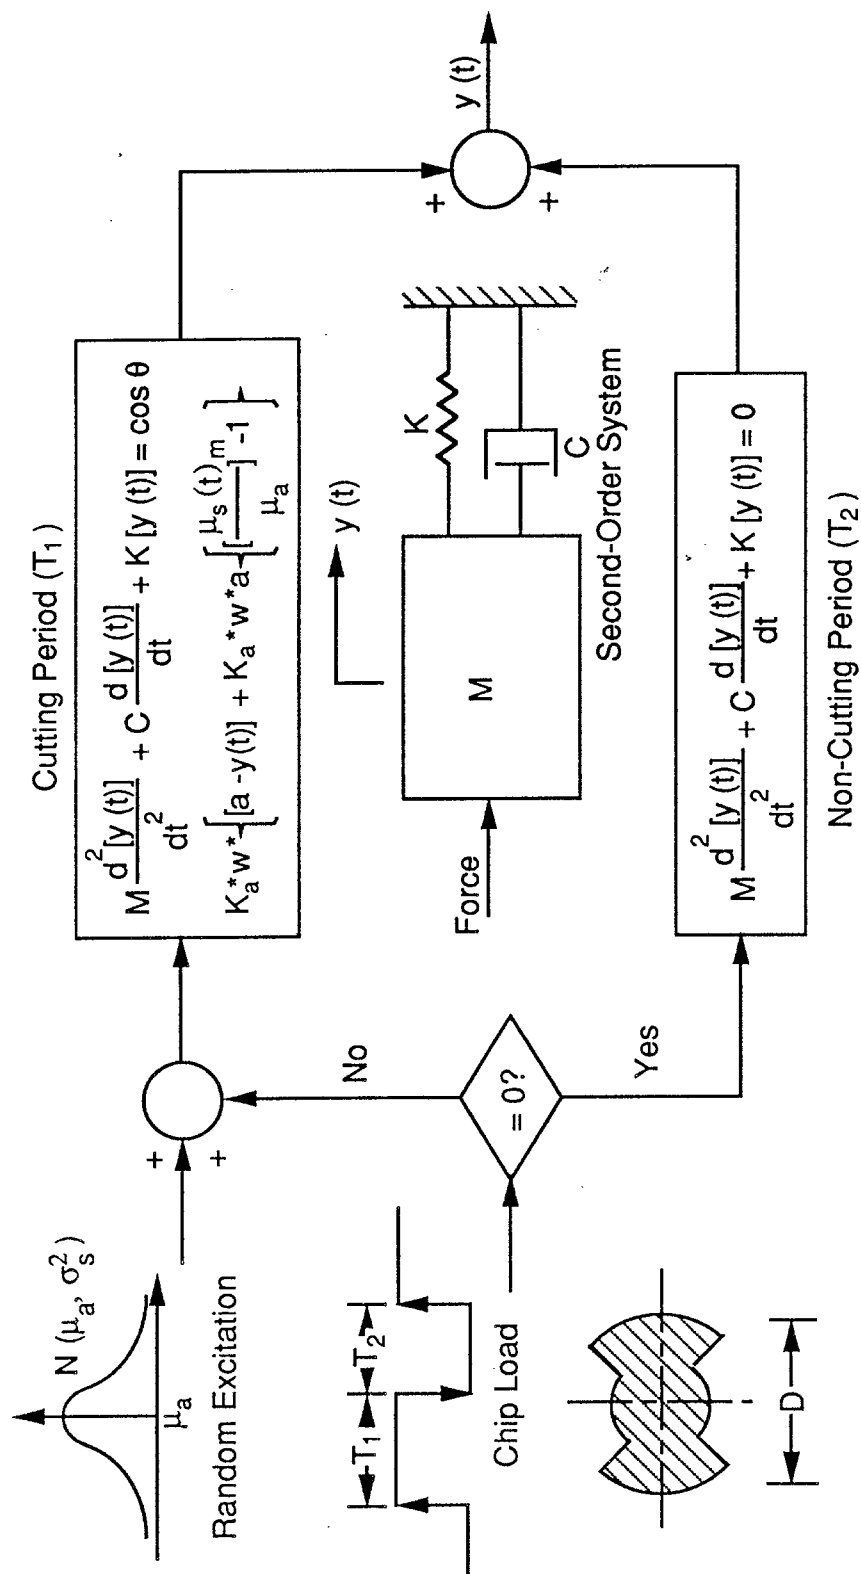 N (μa, σs²)
μa
Random Excitation
+
+
Cutting Period (T1)
M d² [y (t)] / dt² + C d [y (t)] / dt + K [y (t)] = cos θ
Ka*w*{[a - y(t)] + Ka*w*a{[μs (t) / μa]m -1}}
+
+
y (t)
No
T1
T2
Chip Load
= 0?
Yes
y (t)
Force
M
K
C
Second-Order System
D
M d² [y (t)] / dt² + C d [y (t)] / dt + K [y (t)] = 0
Non-Cutting Period (T2)